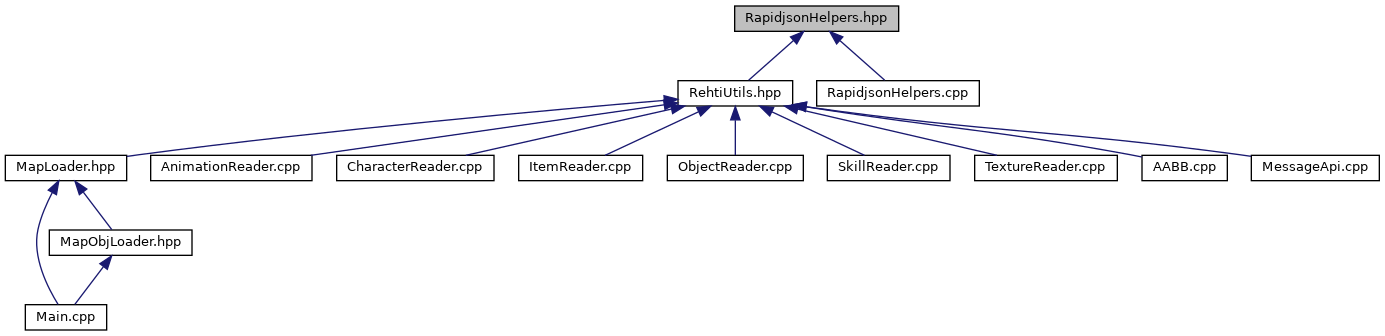 RapidjsonHelpers.hpp
RehtiUtils.hpp
RapidjsonHelpers.cpp
MapLoader.hpp
AnimationReader.cpp
CharacterReader.cpp
ItemReader.cpp
ObjectReader.cpp
SkillReader.cpp
TextureReader.cpp
AABB.cpp
MessageApi.cpp
MapObjLoader.hpp
Main.cpp